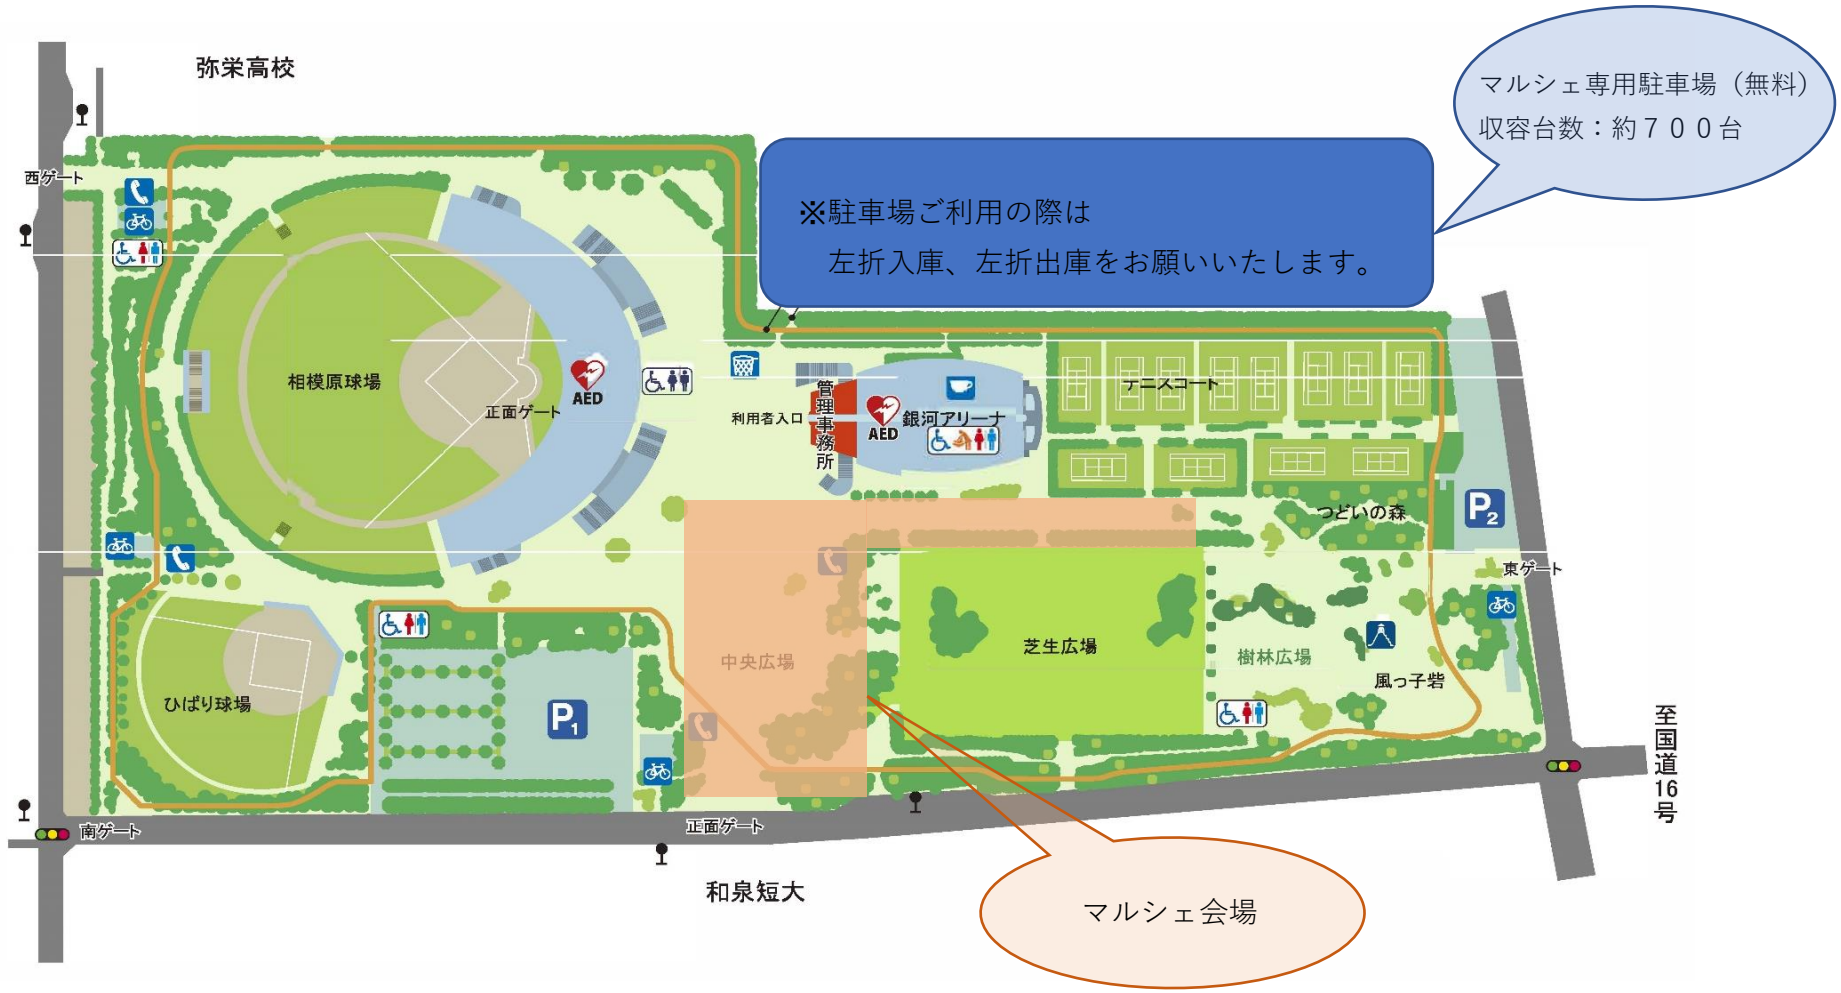 弥栄高校
マルシェ専用駐車場（無料）
収容台数：約７００台
西ゲート
※駐車場ご利用の際は
左折入庫、左折出庫をお願いいたします。
相模原球場
正面ゲート
AED
利用者入口
管理事務所
AED
銀河アリーナ
テニスコート
つどいの森
P2
東ゲート
中央広場
芝生広場
樹林広場
風っ子砦
ひばり球場
P1
至国道16号
南ゲート
正面ゲート
和泉短大
マルシェ会場